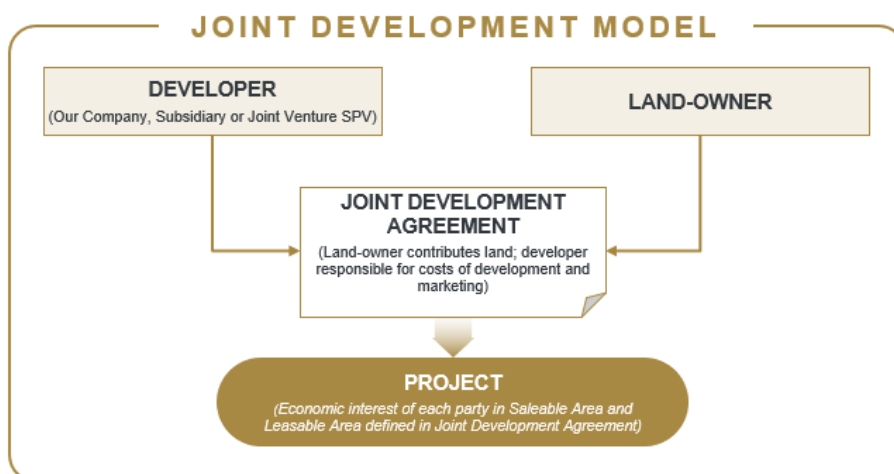 JOINT DEVELOPMENT MODEL
DEVELOPER
(Our Company, Subsidiary or Joint Venture SPV)
LAND-OWNER
JOINT DEVELOPMENT
AGREEMENT
(Land-owner contributes land; developer
responsible for costs of development and
marketing)
PROJECT
(Economic interest of each party in Saleable Area and
Leasable Area defined in Joint Development Agreement)